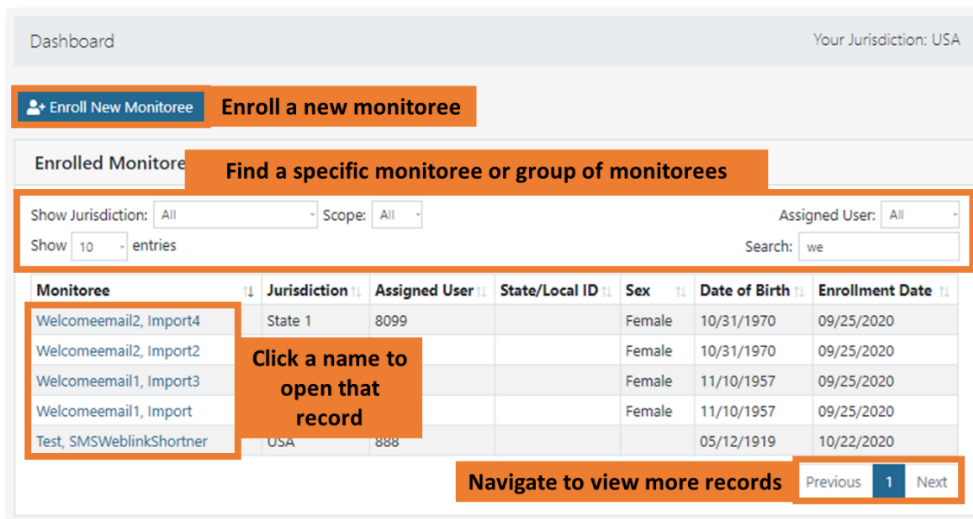 Dashboard Your Jurisdiction: USA
Enroll New Monitoree Enroll a new monitoree
Enrolled Monitore
Find a specific monitoree or group of monitorees
Show Jurisdiction: All Scope: All Assigned User: All
Show 10 entries Search: we
Monitoree Jurisdiction Assigned User State/Local ID Sex Date of Birth Enrollment Date
Welcomeemail2, Import4 State 1 8099 Female 10/31/1970 09/25/2020
Welcomeemail2, Import2 Female 10/31/1970 09/25/2020
Welcomeemail1, Import3 Female 11/10/1957 09/25/2020
Welcomeemail1, Import Female 11/10/1957 09/25/2020
Test, SMSWeblinkShortner USA 888 05/12/1919 10/22/2020
Click a name to
open that
record
Navigate to view more records Previous 1 Next